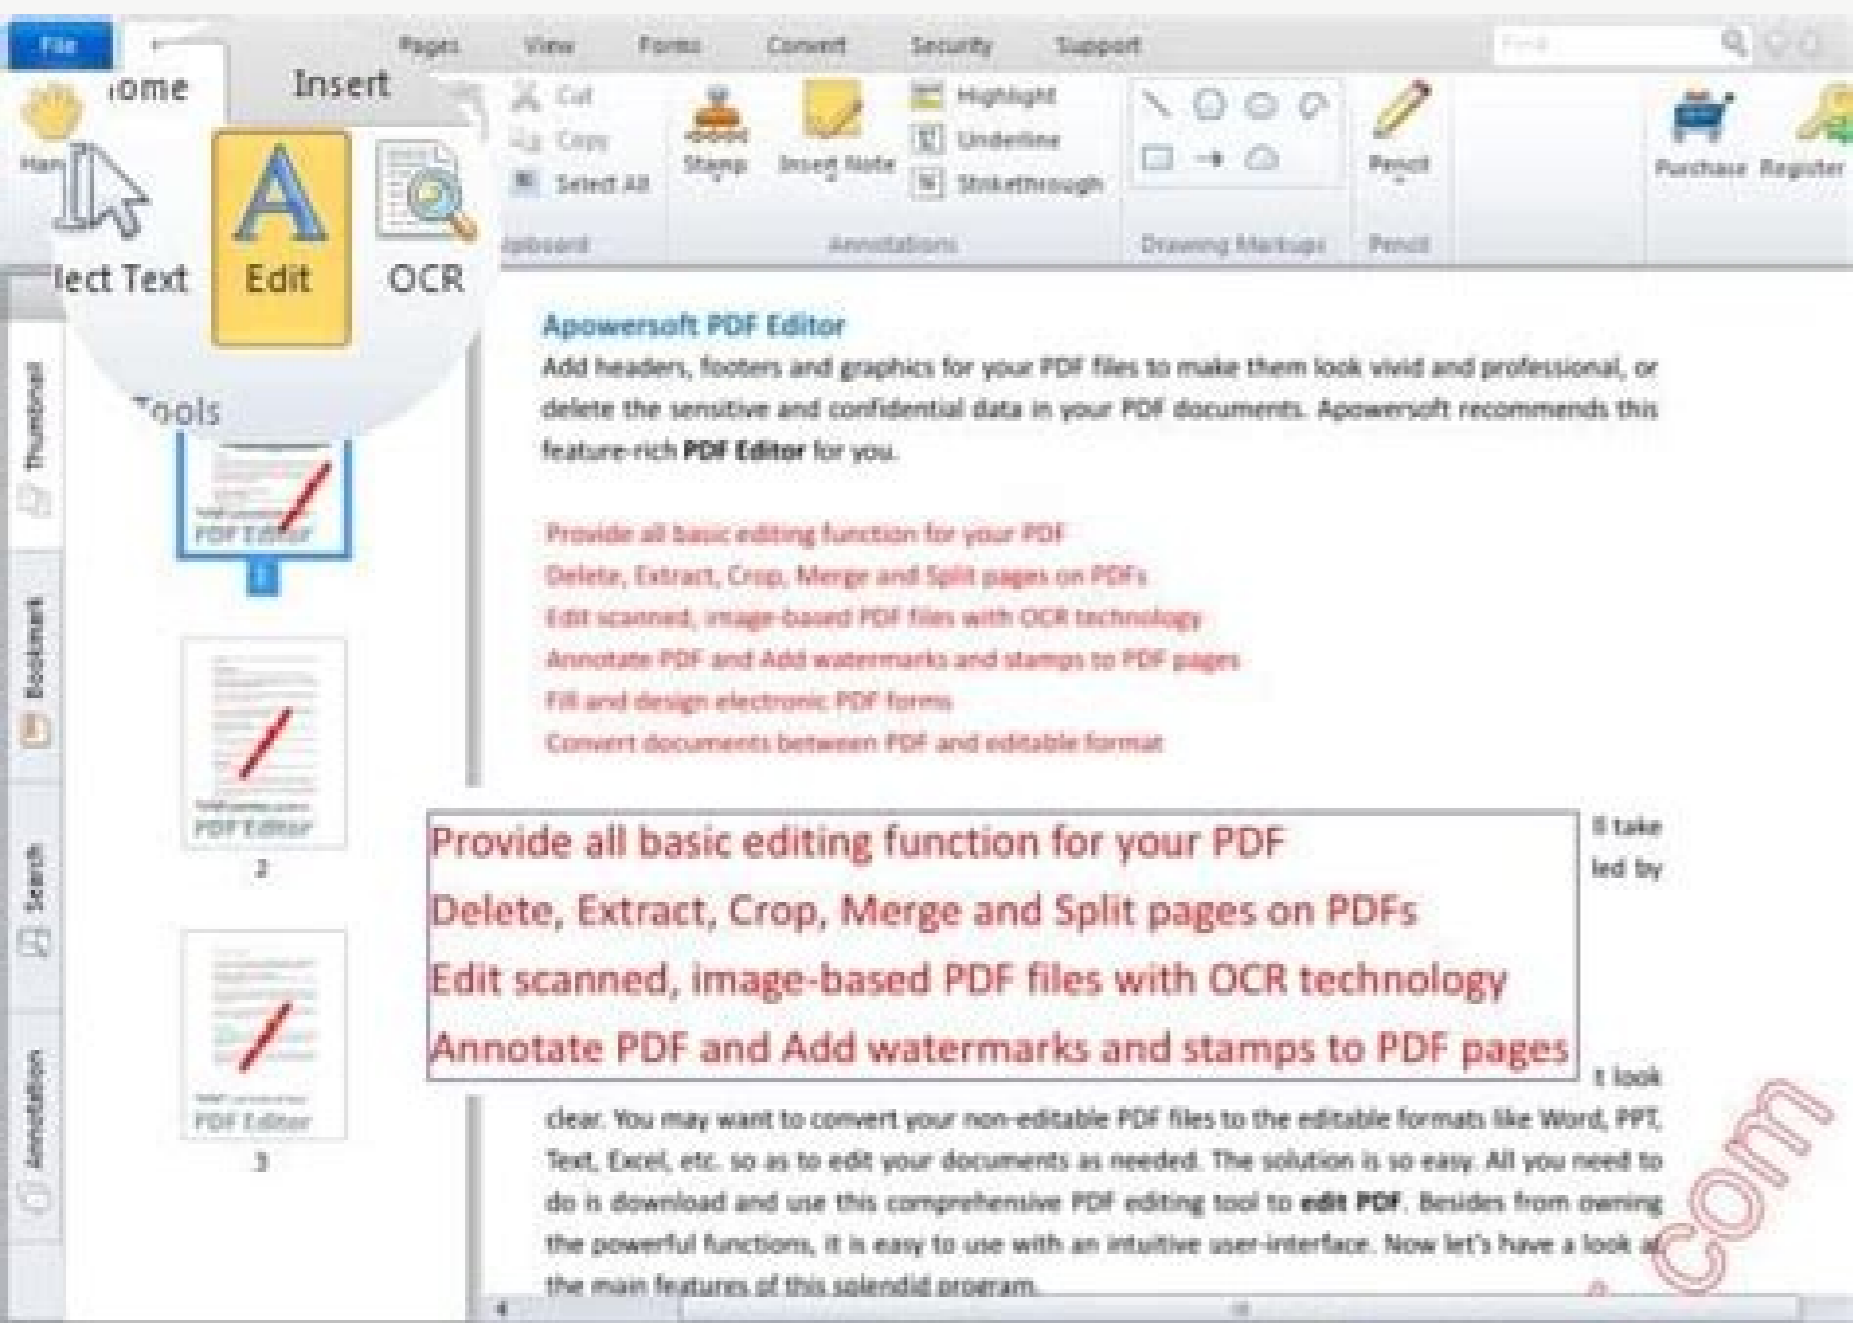 File
ome
Insert
Pages
View
Forms
Convert
Security
Support
Find
Han
lect Text
Edit
OCR
Tools
Cut
Copy
Select All
Stamp
Insert Note
Highlight
Underline
Strikethrough
Pencil
Purchase
Register
ipboard
Annotations
Drawing Markups
Pencil
Thumbnail
Bookmark
Search
Annotation
PDF Editor
1
PDF Editor
2
PDF Editor
3
Apowersoft PDF Editor
Add headers, footers and graphics for your PDF files to make them look vivid and professional, or
delete the sensitive and confidential data in your PDF documents. Apowersoft recommends this
feature-rich PDF Editor for you.
Provide all basic editing function for your PDF
Delete, Extract, Crop, Merge and Split pages on PDFs
Edit scanned, image-based PDF files with OCR technology
Annotate PDF and Add watermarks and stamps to PDF pages
Fill and design electronic PDF forms
Convert documents between PDF and editable format
ll take
led by
Provide all basic editing function for your PDF
Delete, Extract, Crop, Merge and Split pages on PDFs
Edit scanned, image-based PDF files with OCR technology
Annotate PDF and Add watermarks and stamps to PDF pages
t look
clear. You may want to convert your non-editable PDF files to the editable formats like Word, PPT,
Text, Excel, etc. so as to edit your documents as needed. The solution is so easy. All you need to
do is download and use this comprehensive PDF editing tool to edit PDF. Besides from owning
the powerful functions, it is easy to use with an intuitive user-interface. Now let's have a look at
the main features of this splendid program.
com